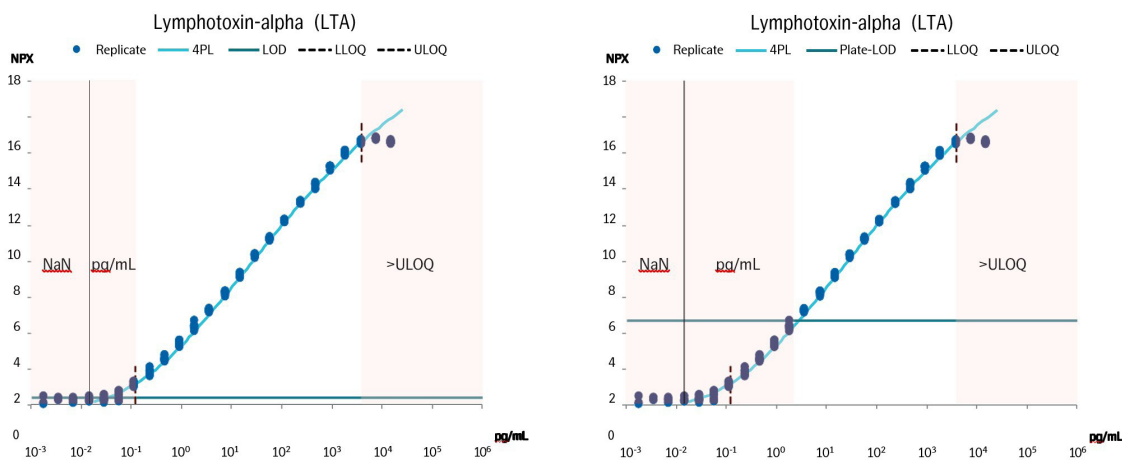 Lymphotoxin-alpha (LTA)
Replicate 4PL LOD LLOQ ULOQ
NPX
18
16
14
12
10
8
6
4
2
0
NaN pg/mL >ULOQ
10-3 10-2 10-1 100 101 102 103 104 105 106
pg/mL
Lymphotoxin-alpha (LTA)
Replicate 4PL Plate-LOD LLOQ ULOQ
NPX
18
16
14
12
10
8
6
4
2
0
NaN pg/mL >ULOQ
10-3 10-2 10-1 100 101 102 103 104 105 106
pg/mL